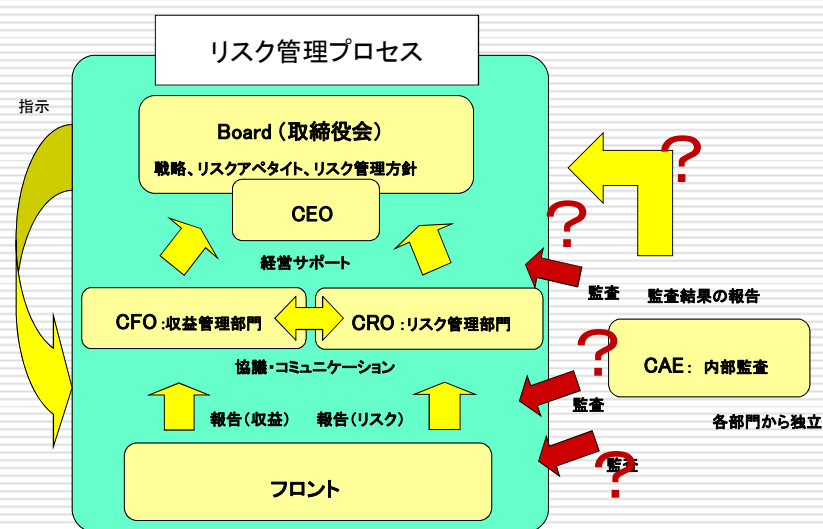 リスク管理プロセス
指示
Board（取締役会）
戦略、リスクアペタイト、リスク管理方針
CEO
?
?
経営サポート
監査
監査結果の報告
CFO：収益管理部門
CRO：リスク管理部門
?
CAE： 内部監査
協議・コミュニケーション
監査
報告（収益）
報告（リスク）
各部門から独立
監査
?
フロント